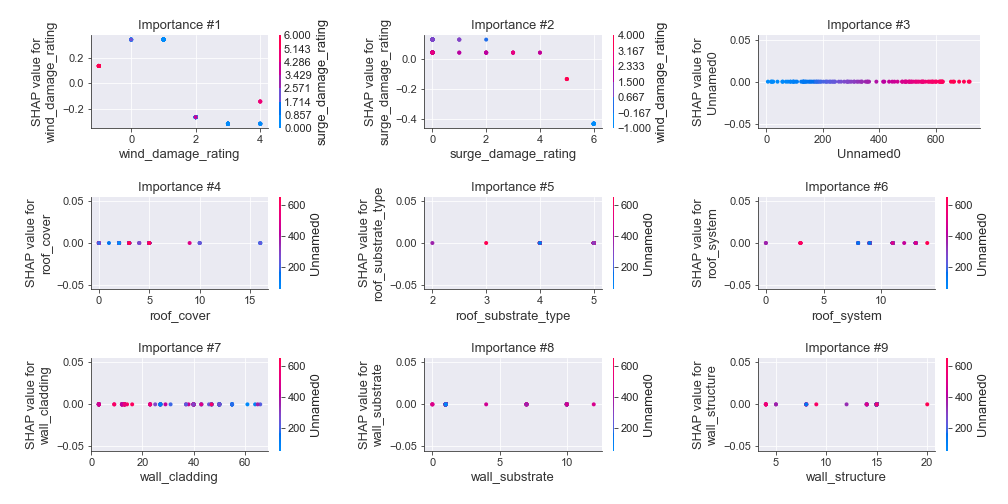 Importance #1
SHAP value for
wind_damage_rating
0.2
0.0
−0.2
0
2
4
wind_damage_rating
6.000
5.143
4.286
3.429
2.571
1.714
0.857
0.000
surge_damage_rating
Importance #2
SHAP value for
surge_damage_rating
0.0
−0.2
−0.4
0
2
4
6
surge_damage_rating
4.000
3.167
2.333
1.500
0.667
−0.167
−1.000
wind_damage_rating
Importance #3
SHAP value for
Unnamed0
0.05
0.00
−0.05
0
200
400
600
Unnamed0
Importance #4
SHAP value for
roof_cover
0.05
0.00
−0.05
0
5
10
15
roof_cover
600
400
200
Unnamed0
Importance #5
SHAP value for
roof_substrate_type
0.05
0.00
−0.05
2
3
4
5
roof_substrate_type
600
400
200
Unnamed0
Importance #6
SHAP value for
roof_system
0.05
0.00
−0.05
0
5
10
roof_system
600
400
200
Unnamed0
Importance #7
SHAP value for
wall_cladding
0.05
0.00
−0.05
0
20
40
60
wall_cladding
600
400
200
Unnamed0
Importance #8
SHAP value for
wall_substrate
0.05
0.00
−0.05
0
5
10
wall_substrate
600
400
200
Unnamed0
Importance #9
SHAP value for
wall_structure
0.05
0.00
−0.05
5
10
15
20
wall_structure
600
400
200
Unnamed0